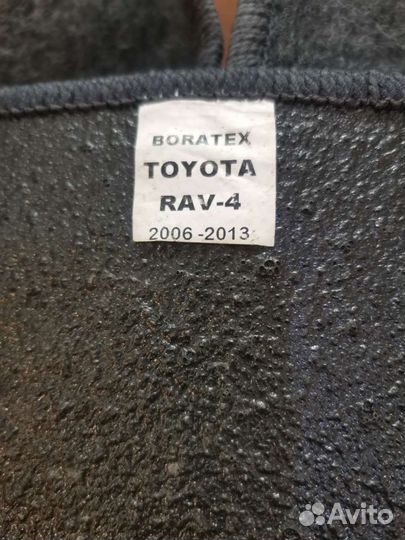 BORATEX
TOYOTA
RAV-4
2006 -2013
Avito